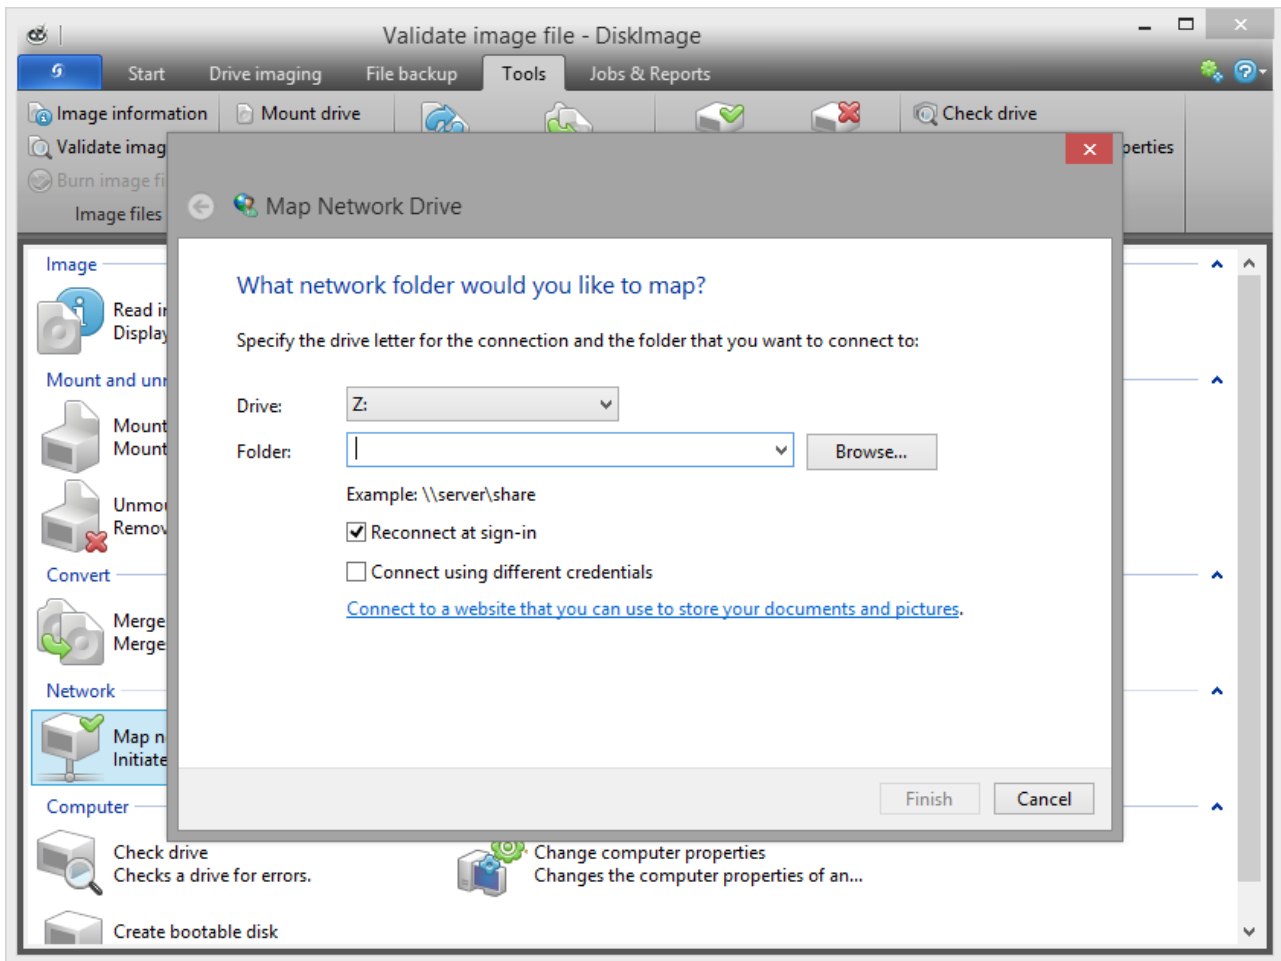 Validate image file - DiskImage
Start Drive imaging File backup Tools Jobs & Reports
Image information Mount drive Check drive
Validate imag perties
Burn image fi
Image files
Map Network Drive
What network folder would you like to map?
Specify the drive letter for the connection and the folder that you want to connect to:
Drive: Z:
Folder: Browse...
Example: \\server\share
Reconnect at sign-in
Connect using different credentials
Connect to a website that you can use to store your documents and pictures.
Finish Cancel
Image
Read in
Display
Mount and unm
Mount
Mount
Unmou
Remov
Convert
Merge
Merge
Network
Map n
Initiate
Computer
Check drive
Checks a drive for errors.
Change computer properties
Changes the computer properties of an...
Create bootable disk